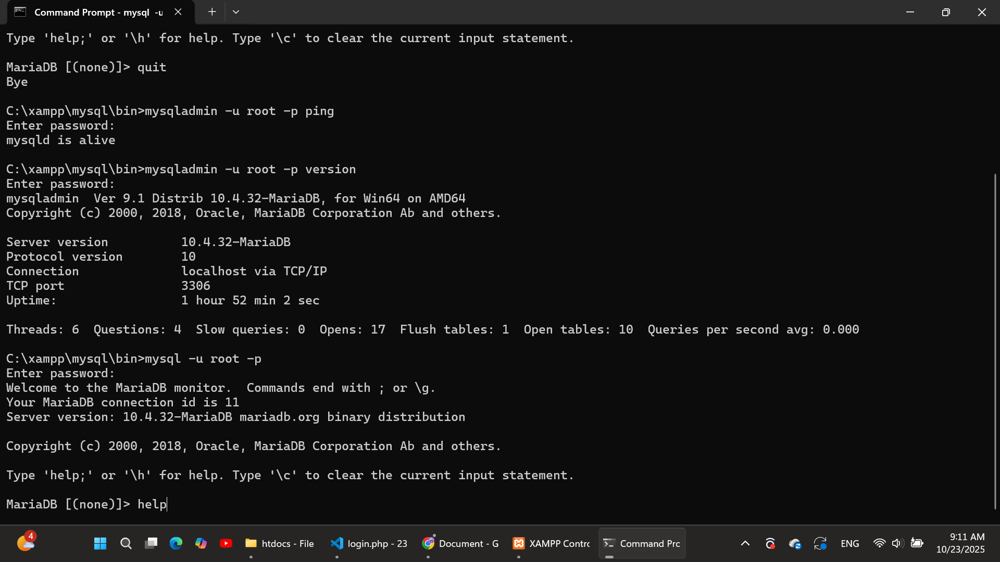 Command Prompt - mysql -u
Type 'help;' or '\h' for help. Type '\c' to clear the current input statement.
MariaDB [(none)]> quit
Bye
C:\xampp\mysql\bin>mysqladmin -u root -p ping
Enter password:
mysqld is alive
C:\xampp\mysql\bin>mysqladmin -u root -p version
Enter password:
mysqladmin  Ver 9.1 Distrib 10.4.32-MariaDB, for Win64 on AMD64
Copyright (c) 2000, 2018, Oracle, MariaDB Corporation Ab and others.
Server version          10.4.32-MariaDB
Protocol version        10
Connection              localhost via TCP/IP
TCP port                3306
Uptime:                 1 hour 52 min 2 sec
Threads: 6  Questions: 4  Slow queries: 0  Opens: 17  Flush tables: 1  Open tables: 10  Queries per second avg: 0.000
C:\xampp\mysql\bin>mysql -u root -p
Enter password:
Welcome to the MariaDB monitor.  Commands end with ; or \g.
Your MariaDB connection id is 11
Server version: 10.4.32-MariaDB mariadb.org binary distribution
Copyright (c) 2000, 2018, Oracle, MariaDB Corporation Ab and others.
Type 'help;' or '\h' for help. Type '\c' to clear the current input statement.
MariaDB [(none)]> help
4
htdocs - File
login.php - 23
Document - G
XAMPP Contro
Command Pro
ENG
9:11 AM
10/23/2025